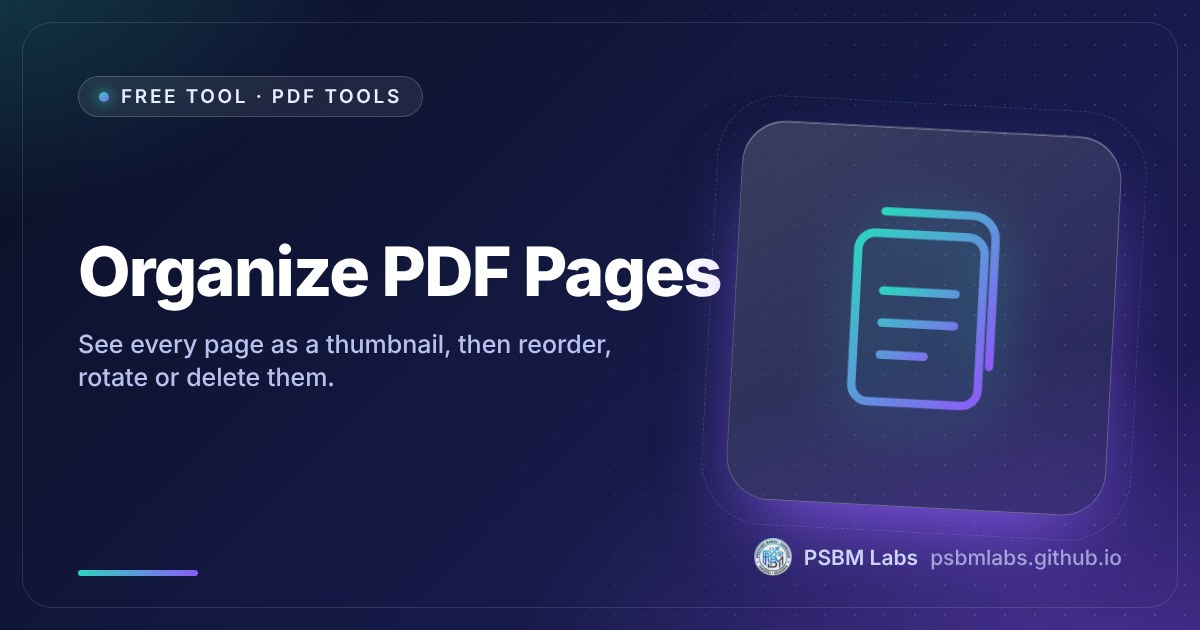 FREE TOOL · PDF TOOLS
Organize PDF Pages
See every page as a thumbnail, then reorder,
rotate or delete them.
PSBM Labs psbmlabs.github.io